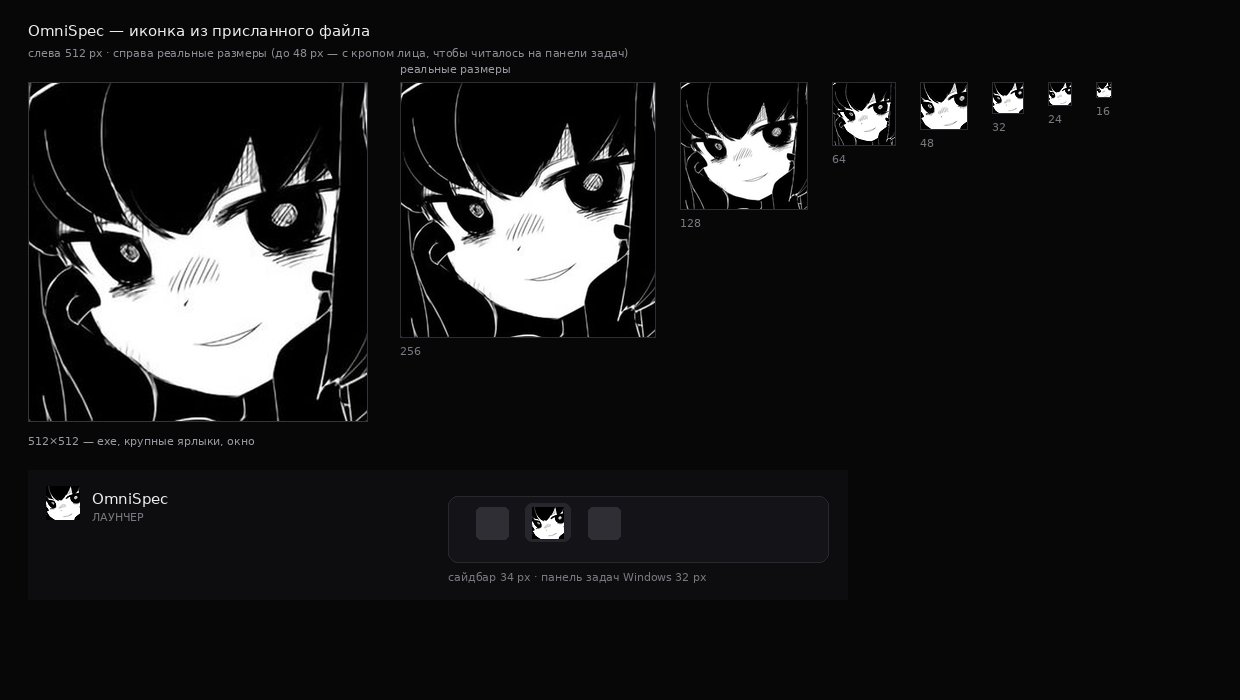 OmniSpec — иконка из присланного файла
слева 512 px · справа реальные размеры (до 48 px — с кропом лица, чтобы читалось на панели задач)
реальные размеры
256
128
64
48
32
24
16
512×512 — exe, крупные ярлыки, окно
OmniSpec
ЛАУНЧЕР
сайдбар 34 px · панель задач Windows 32 px